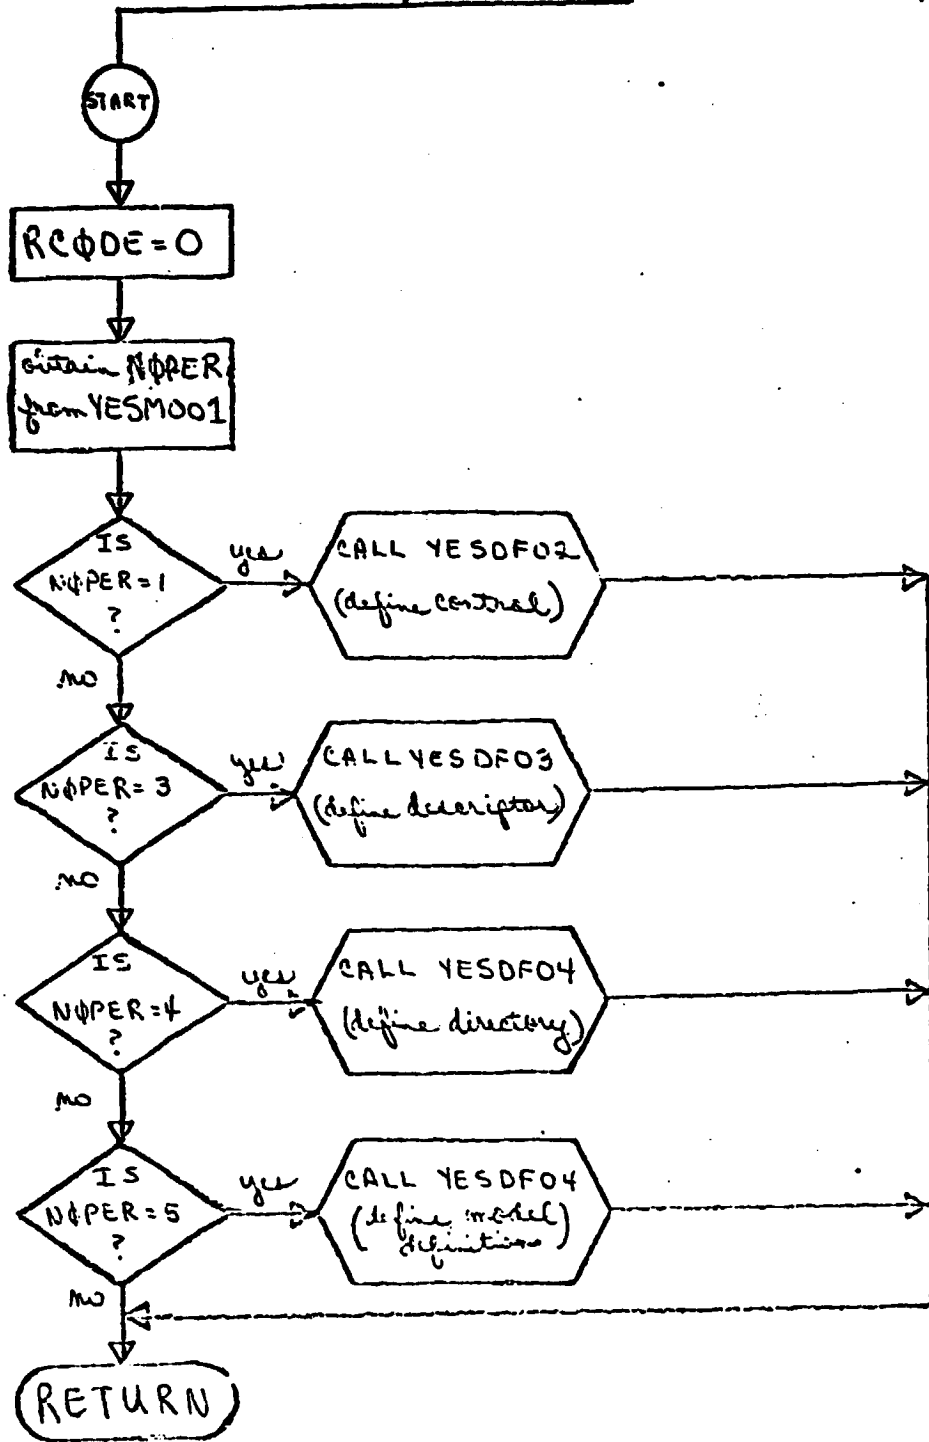 START
RCΦDE = 0
obtain NΦPER
from YESM001
IS
NΦPER = 1
?
yes
CALL YESDF02
(define control)
no
IS
NΦPER = 3
?
yes
CALL YESDF03
(define descriptor)
no
IS
NΦPER = 4
?
yes
CALL YESDF04
(define directory)
no
IS
NΦPER = 5
?
yes
CALL YESDF04
(define model
definitions)
no
RETURN